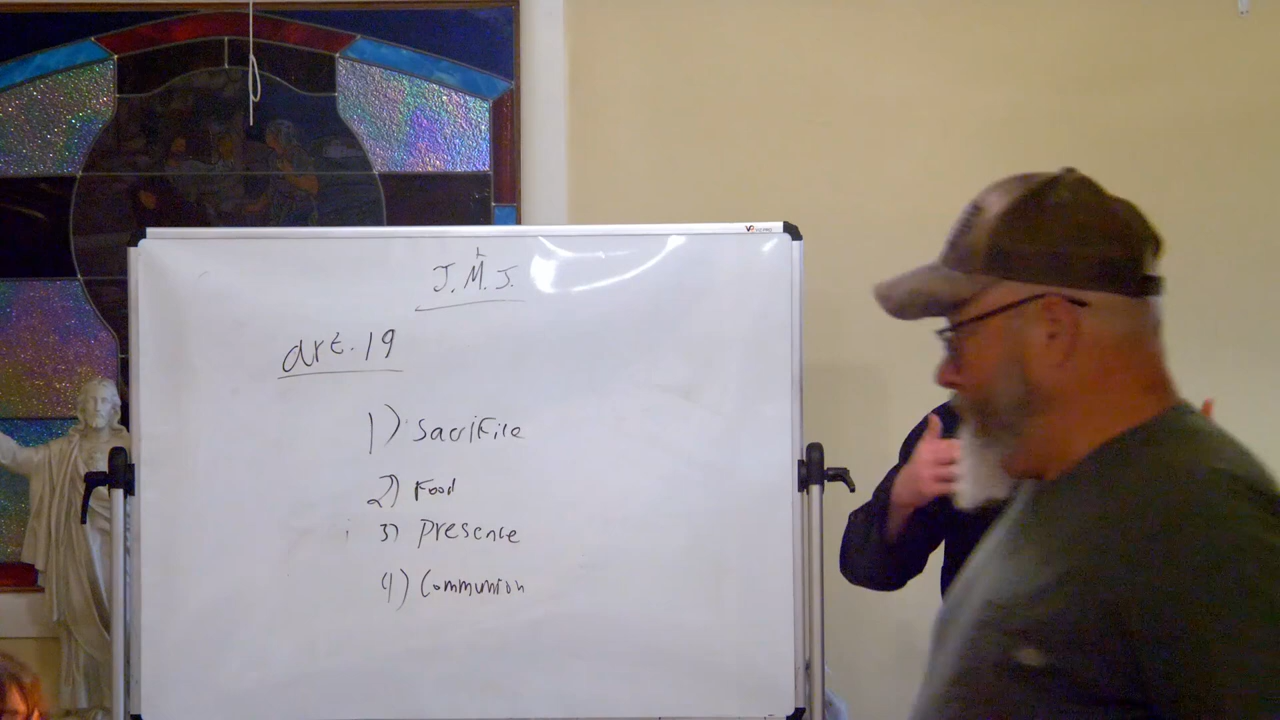 J.M.J.
art. 19
1) Sacrifice
2) Food
3) presence
4) Communion